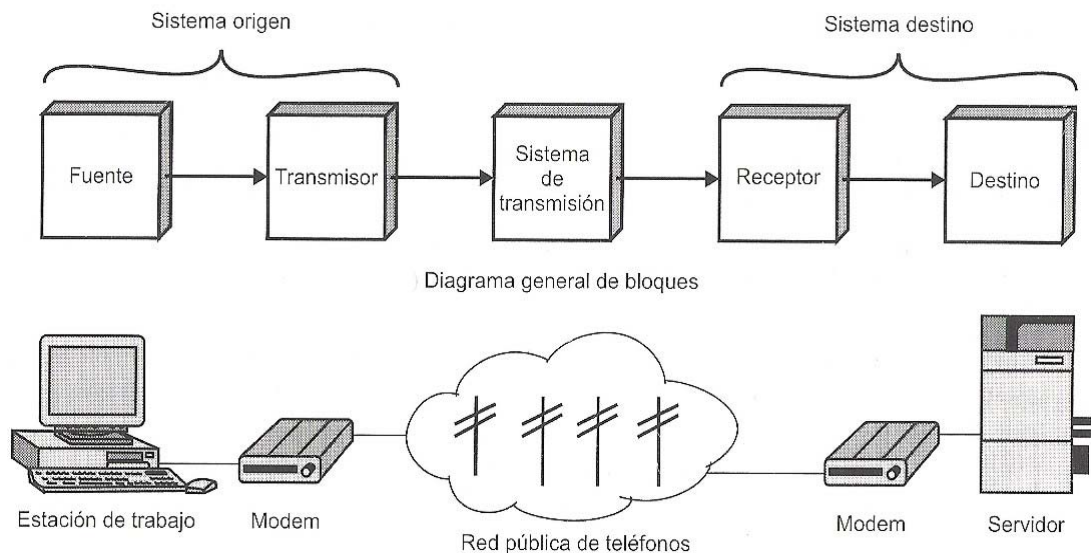 Sistema origen
Sistema destino
Fuente
Transmisor
Sistema
de
transmisión
Receptor
Destino
Diagrama general de bloques
Estación de trabajo
Modem
Red pública de teléfonos
Modem
Servidor